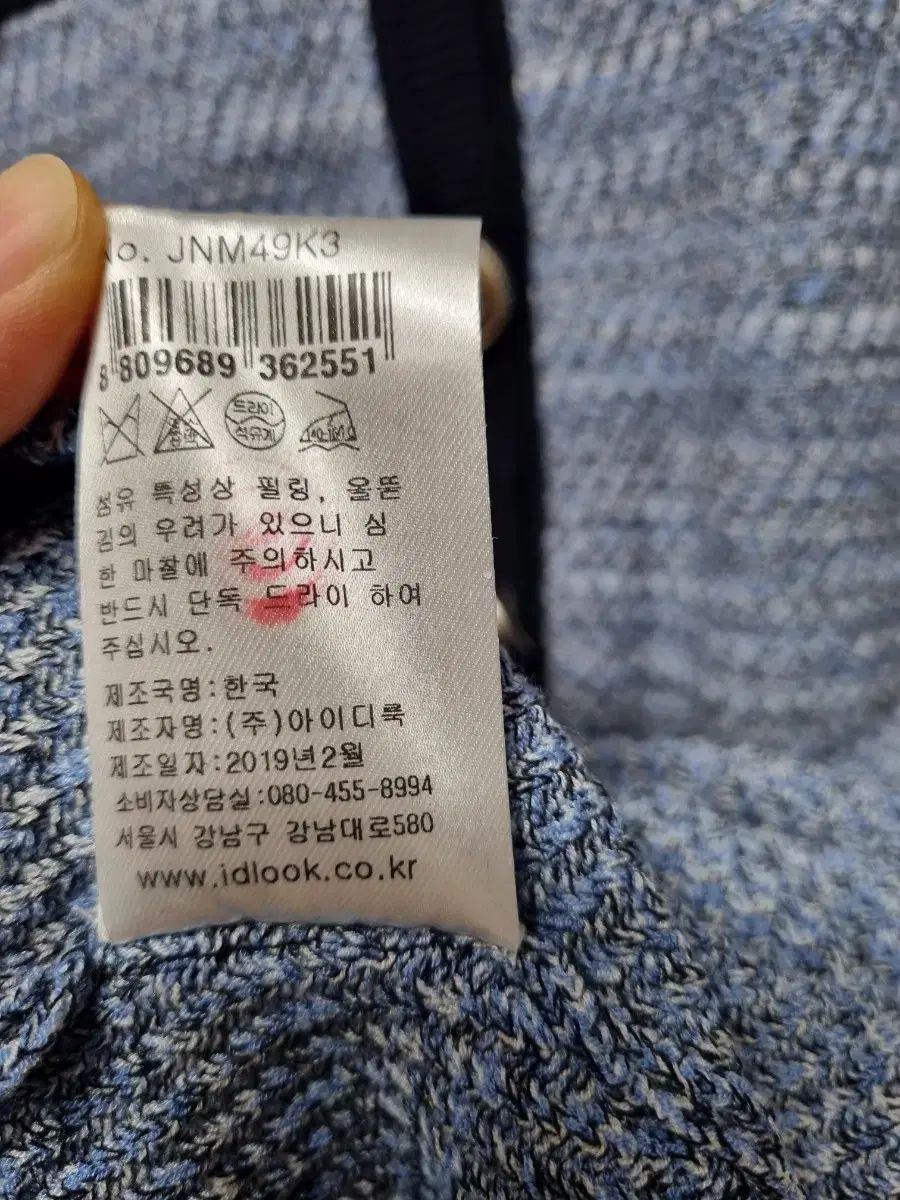 No. JNM49K3
8 809689 362551
드라이
석유계
섬유 특성상 필링, 올뜯
김의 우려가 있으니 심
한 마찰에 주의하시고
반드시 단독 드라이 하여
주십시오.
제조국명:한국
제조자명:(주)아이디룩
제조일자:2019년2월
소비자상담실:080-455-8994
서울시 강남구 강남대로580
www.idlook.co.kr